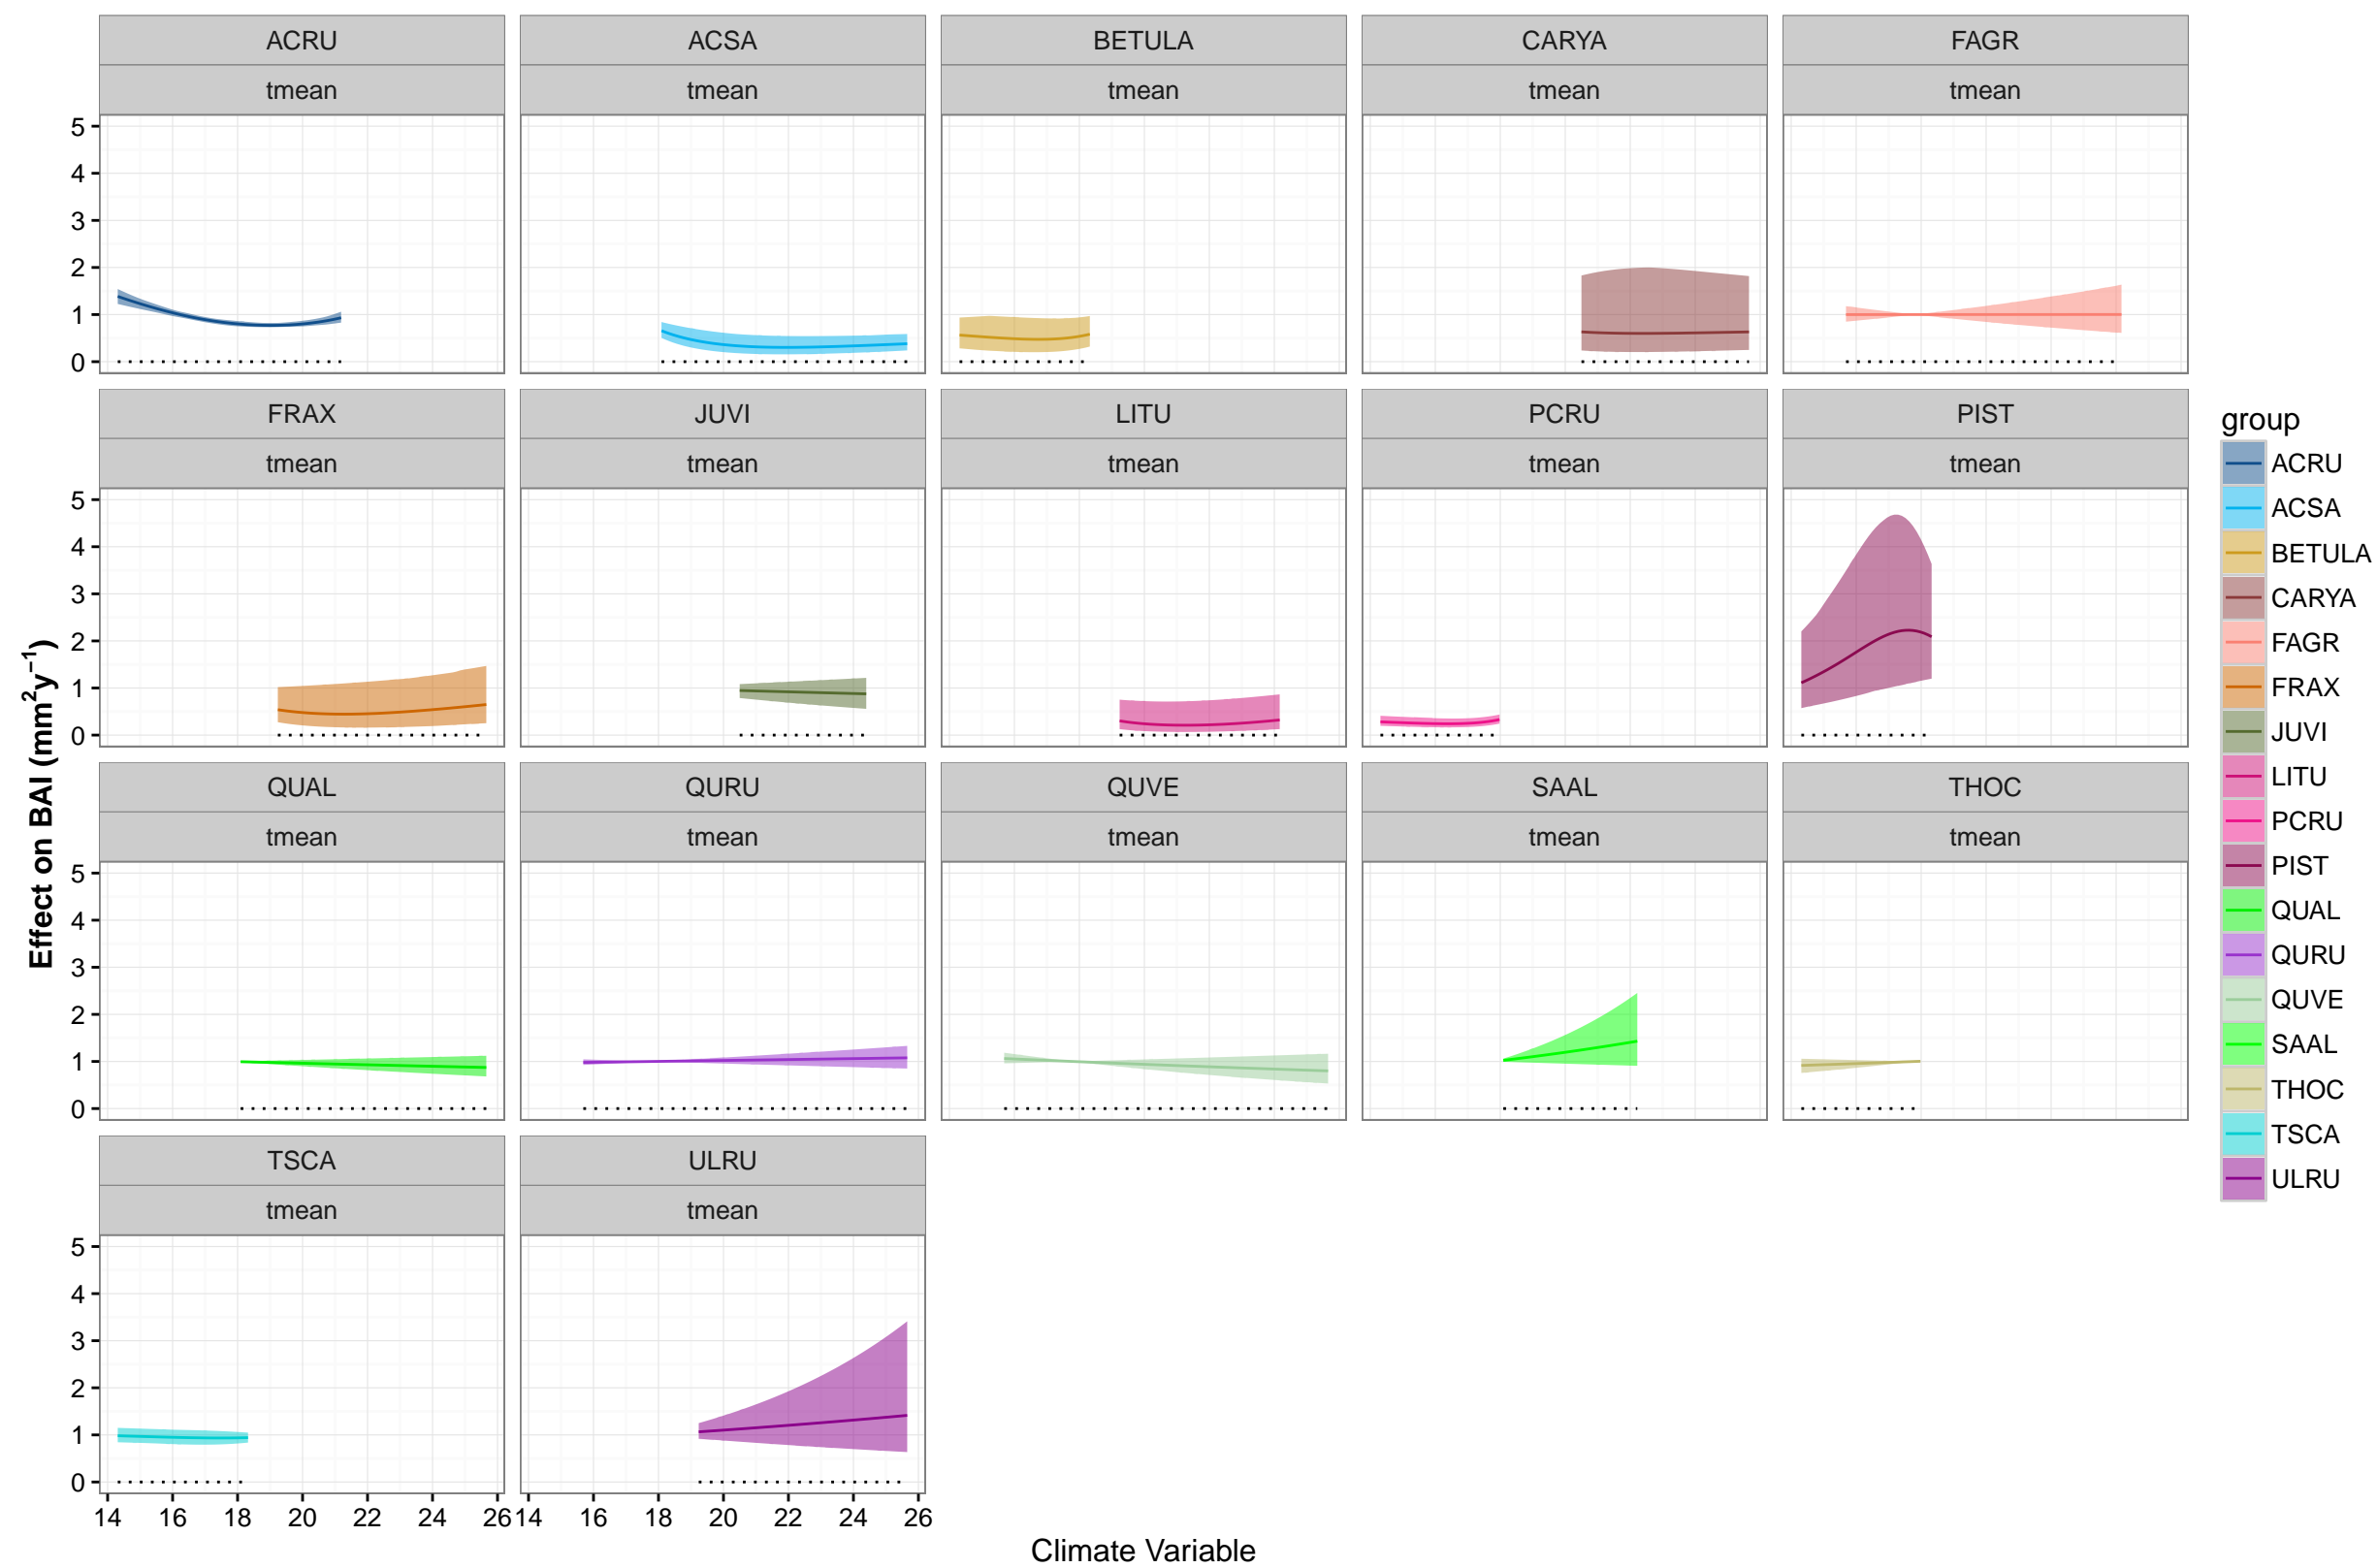 ACRU ACSA BETULA CARYA FAGR
tmean tmean tmean tmean tmean
5
4
3
2
1
0
FRAX JUVI LITU PCRU PIST
tmean tmean tmean tmean tmean
5
4
3
2
1
0
QUAL QURU QUVE SAAL THOC
tmean tmean tmean tmean tmean
5
4
3
2
1
0
TSCA ULRU
tmean tmean
5
4
3
2
1
0
14 16 18 20 22 24 26 14 16 18 20 22 24 26
Climate Variable
Effect on BAI (mm²y⁻¹)
group
ACRU
ACSA
BETULA
CARYA
FAGR
FRAX
JUVI
LITU
PCRU
PIST
QUAL
QURU
QUVE
SAAL
THOC
TSCA
ULRU